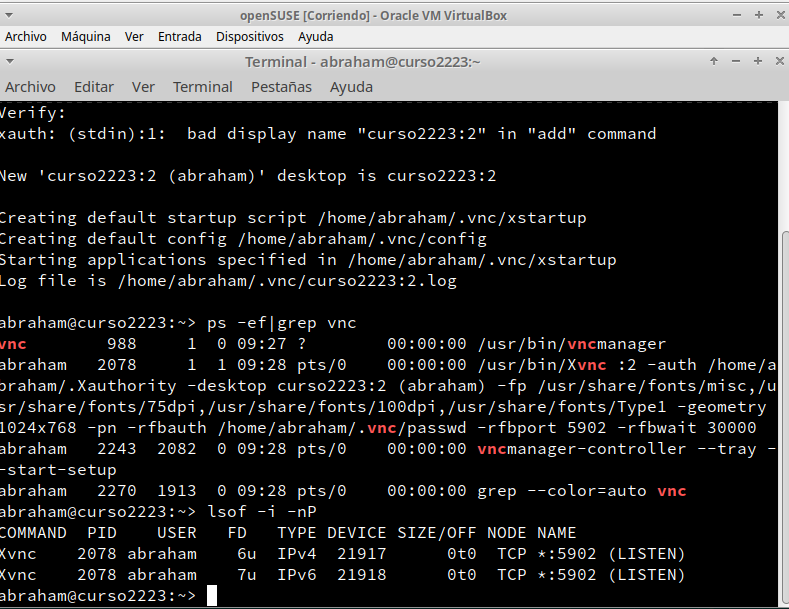 openSUSE [Corriendo] - Oracle VM VirtualBox
Archivo Máquina Ver Entrada Dispositivos Ayuda
Terminal - abraham@curso2223:~
Archivo Editar Ver Terminal Pestañas Ayuda
Verify:
xauth: (stdin):1:  bad display name "curso2223:2" in "add" command

New 'curso2223:2 (abraham)' desktop is curso2223:2

Creating default startup script /home/abraham/.vnc/xstartup
Creating default config /home/abraham/.vnc/config
Starting applications specified in /home/abraham/.vnc/xstartup
Log file is /home/abraham/.vnc/curso2223:2.log

abraham@curso2223:~> ps -ef|grep vnc
vnc        988     1  0 09:27 ?        00:00:00 /usr/bin/vncmanager
abraham   2078     1  1 09:28 pts/0    00:00:00 /usr/bin/Xvnc :2 -auth /home/a
braham/.Xauthority -desktop curso2223:2 (abraham) -fp /usr/share/fonts/misc,/u
sr/share/fonts/75dpi,/usr/share/fonts/100dpi,/usr/share/fonts/Type1 -geometry
1024x768 -pn -rfbauth /home/abraham/.vnc/passwd -rfbport 5902 -rfbwait 30000
abraham   2243  2082  0 09:28 pts/0    00:00:00 vncmanager-controller --tray -
-start-setup
abraham   2270  1913  0 09:28 pts/0    00:00:00 grep --color=auto vnc
abraham@curso2223:~> lsof -i -nP
COMMAND  PID    USER   FD   TYPE DEVICE SIZE/OFF NODE NAME
Xvnc    2078 abraham    6u  IPv4  21917      0t0  TCP *:5902 (LISTEN)
Xvnc    2078 abraham    7u  IPv6  21918      0t0  TCP *:5902 (LISTEN)
abraham@curso2223:~>